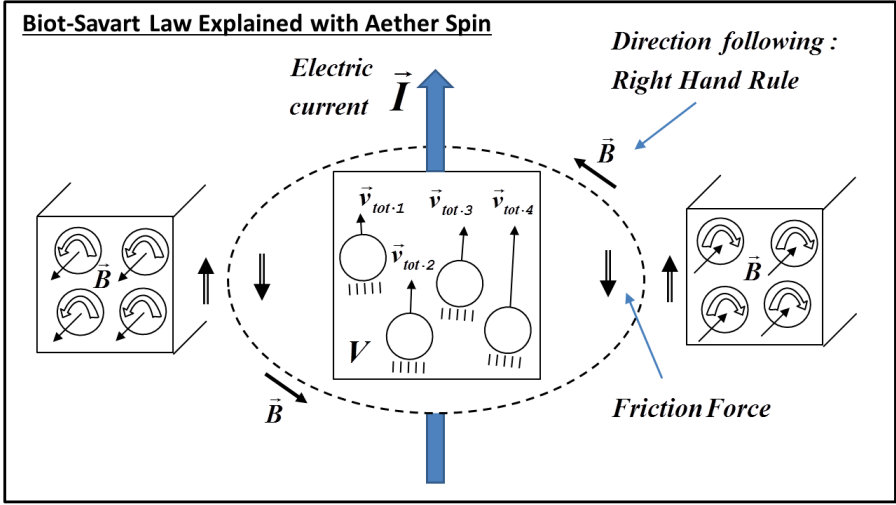 Biot-Savart Law Explained with Aether Spin
Direction following :
Right Hand Rule
Electric
current
I
B
v tot·1 v tot·3 v tot·4
v tot·2
B
B
V
B
Friction Force